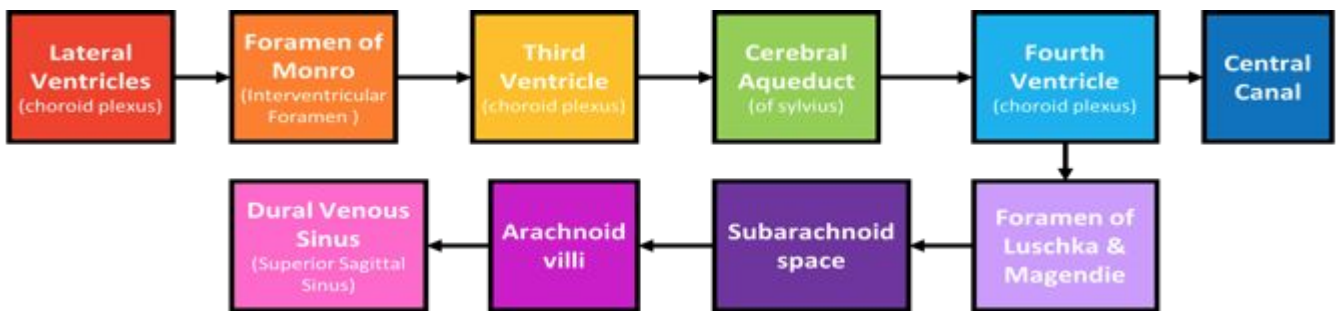 Lateral
Ventricles
(choroid plexus)
Foramen of
Monro
(Interventricular
Foramen )
Third
Ventricle
(choroid plexus)
Cerebral
Aqueduct
(of sylvius)
Fourth
Ventricle
(choroid plexus)
Central
Canal
Dural Venous
Sinus
(Superior Sagittal
Sinus)
Arachnoid
villi
Subarachnoid
space
Foramen of
Luschka &
Magendie